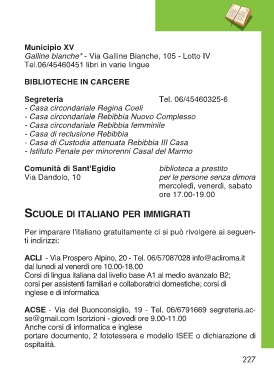 Municipio XV
Galline bianche* - Via Galline Bianche, 105 - Lotto IV
Tel.06/45460451 libri in varie lingue
BIBLIOTECHE IN CARCERE
Segreteria Tel. 06/45460325-6
- Casa circondariale Regina Coeli
- Casa circondariale Rebibbia Nuovo Complesso
- Casa circondariale Rebibbia femminile
- Casa di reclusione Rebibbia
- Casa di Custodia attenuata Rebibbia III Casa
- Istituto Penale per minorenni Casal del Marmo
Comunità di Sant'Egidio biblioteca a prestito
Via Dandolo, 10 per le persone senza dimora
mercoledì, venerdì, sabato
ore 17.00-19.00
SCUOLE DI ITALIANO PER IMMIGRATI
Per imparare l'italiano gratuitamente ci si può rivolgere ai seguen-
ti indirizzi:
ACLI - Via Prospero Alpino, 20 - Tel. 06/57087028 info@acliroma.it
dal lunedì al venerdì ore 10.00-18.00
Corsi di lingua italiana dal livello base A1 al medio avanzato B2;
corsi per assistenti familiari e collaboratrici domestiche; corsi di
inglese e di informatica
ACSE - Via del Buonconsiglio, 19 - Tel. 06/6791669 segreteria.ac-
se@gmail.com Iscrizioni - giovedì ore 9.00-11.00
Anche corsi di informatica e inglese
portare documento, 2 fototessera e modello ISEE o dichiarazione di
ospitalità.
227